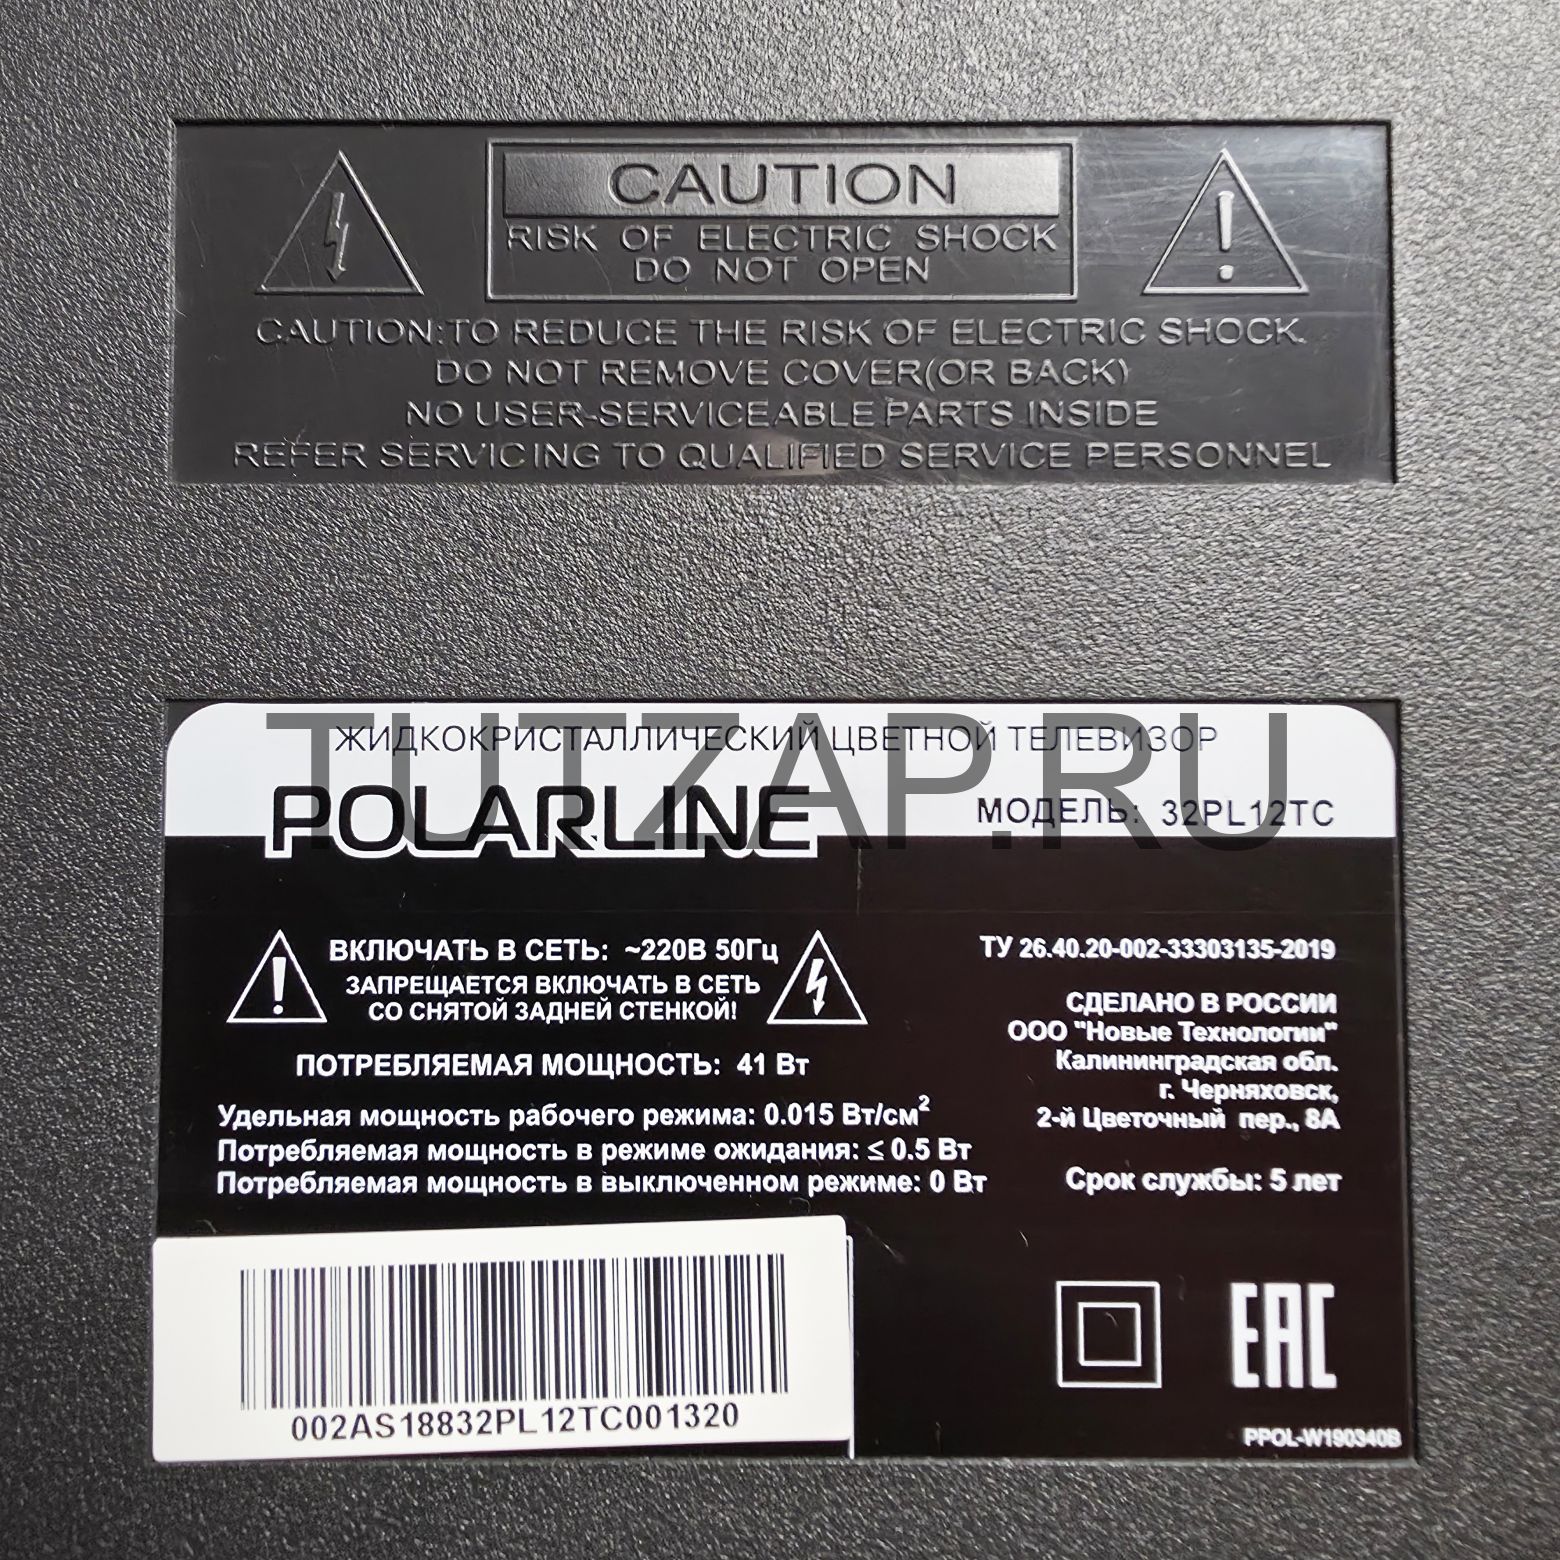 CAUTION
RISK OF ELECTRIC SHOCK
DO NOT OPEN
CAUTION:TO REDUCE THE RISK OF ELECTRIC SHOCK.
DO NOT REMOVE COVER(OR BACK)
NO USER-SERVICEABLE PARTS INSIDE
REFER SERVICING TO QUALIFIED SERVICE PERSONNEL
TUTZAP.RU
ЖИДКОКРИСТАЛЛИЧЕСКИЙ ЦВЕТНОЙ ТЕЛЕВИЗОР
POLARLINE
МОДЕЛЬ: 32PL12TC
ВКЛЮЧАТЬ В СЕТЬ: ~220В 50Гц
ЗАПРЕЩАЕТСЯ ВКЛЮЧАТЬ В СЕТЬ
СО СНЯТОЙ ЗАДНЕЙ СТЕНКОЙ!
ПОТРЕБЛЯЕМАЯ МОЩНОСТЬ: 41 Вт
Удельная мощность рабочего режима: 0.015 Вт/см²
Потребляемая мощность в режиме ожидания: ≤ 0.5 Вт
Потребляемая мощность в выключенном режиме: 0 Вт
ТУ 26.40.20-002-33303135-2019
СДЕЛАНО В РОССИИ
ООО "Новые Технологии"
Калининградская обл.
г. Черняховск,
2-й Цветочный пер., 8А
Срок службы: 5 лет
002AS18832PL12TC001320
EAC
PPOL-W190340B